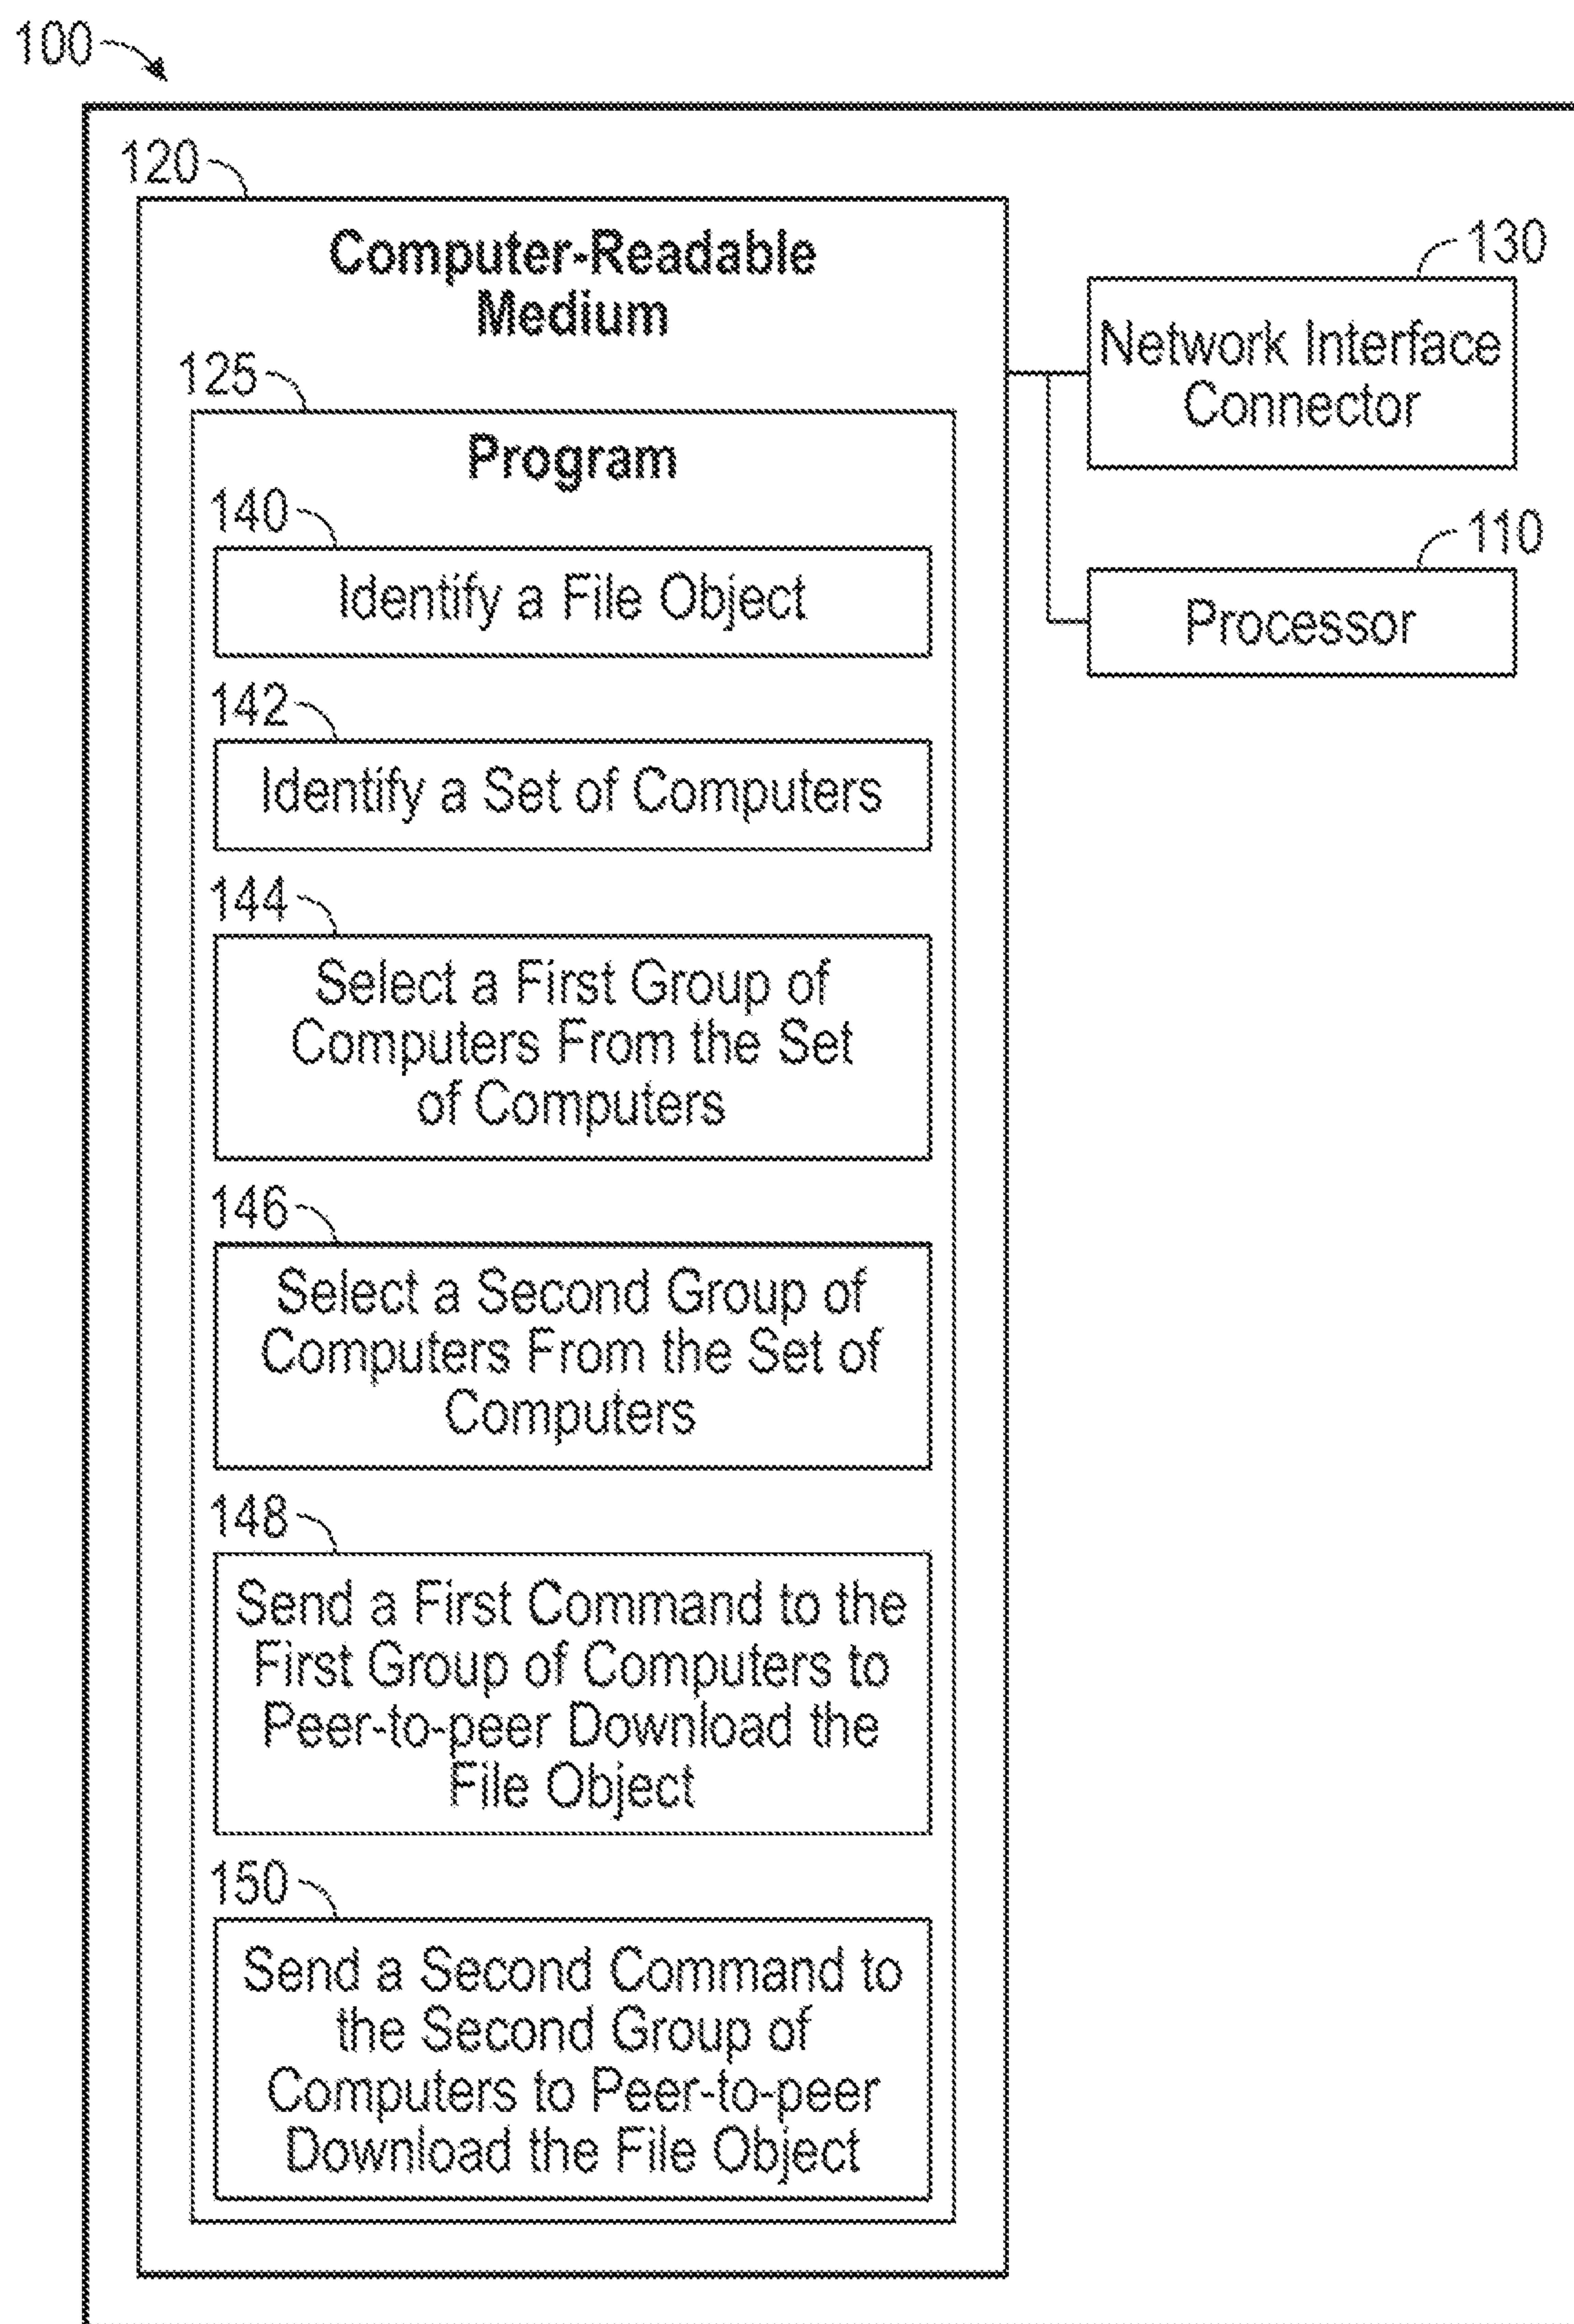 100
120
Computer-Readable
Medium
125
Program
140
Identify a File Object
142
Identify a Set of Computers
144
Select a First Group of
Computers From the Set
of Computers
146
Select a Second Group of
Computers From the Set of
Computers
148
Send a First Command to the
First Group of Computers to
Peer-to-peer Download the
File Object
150
Send a Second Command to
the Second Group of
Computers to Peer-to-peer
Download the File Object
130
Network Interface
Connector
110
Processor